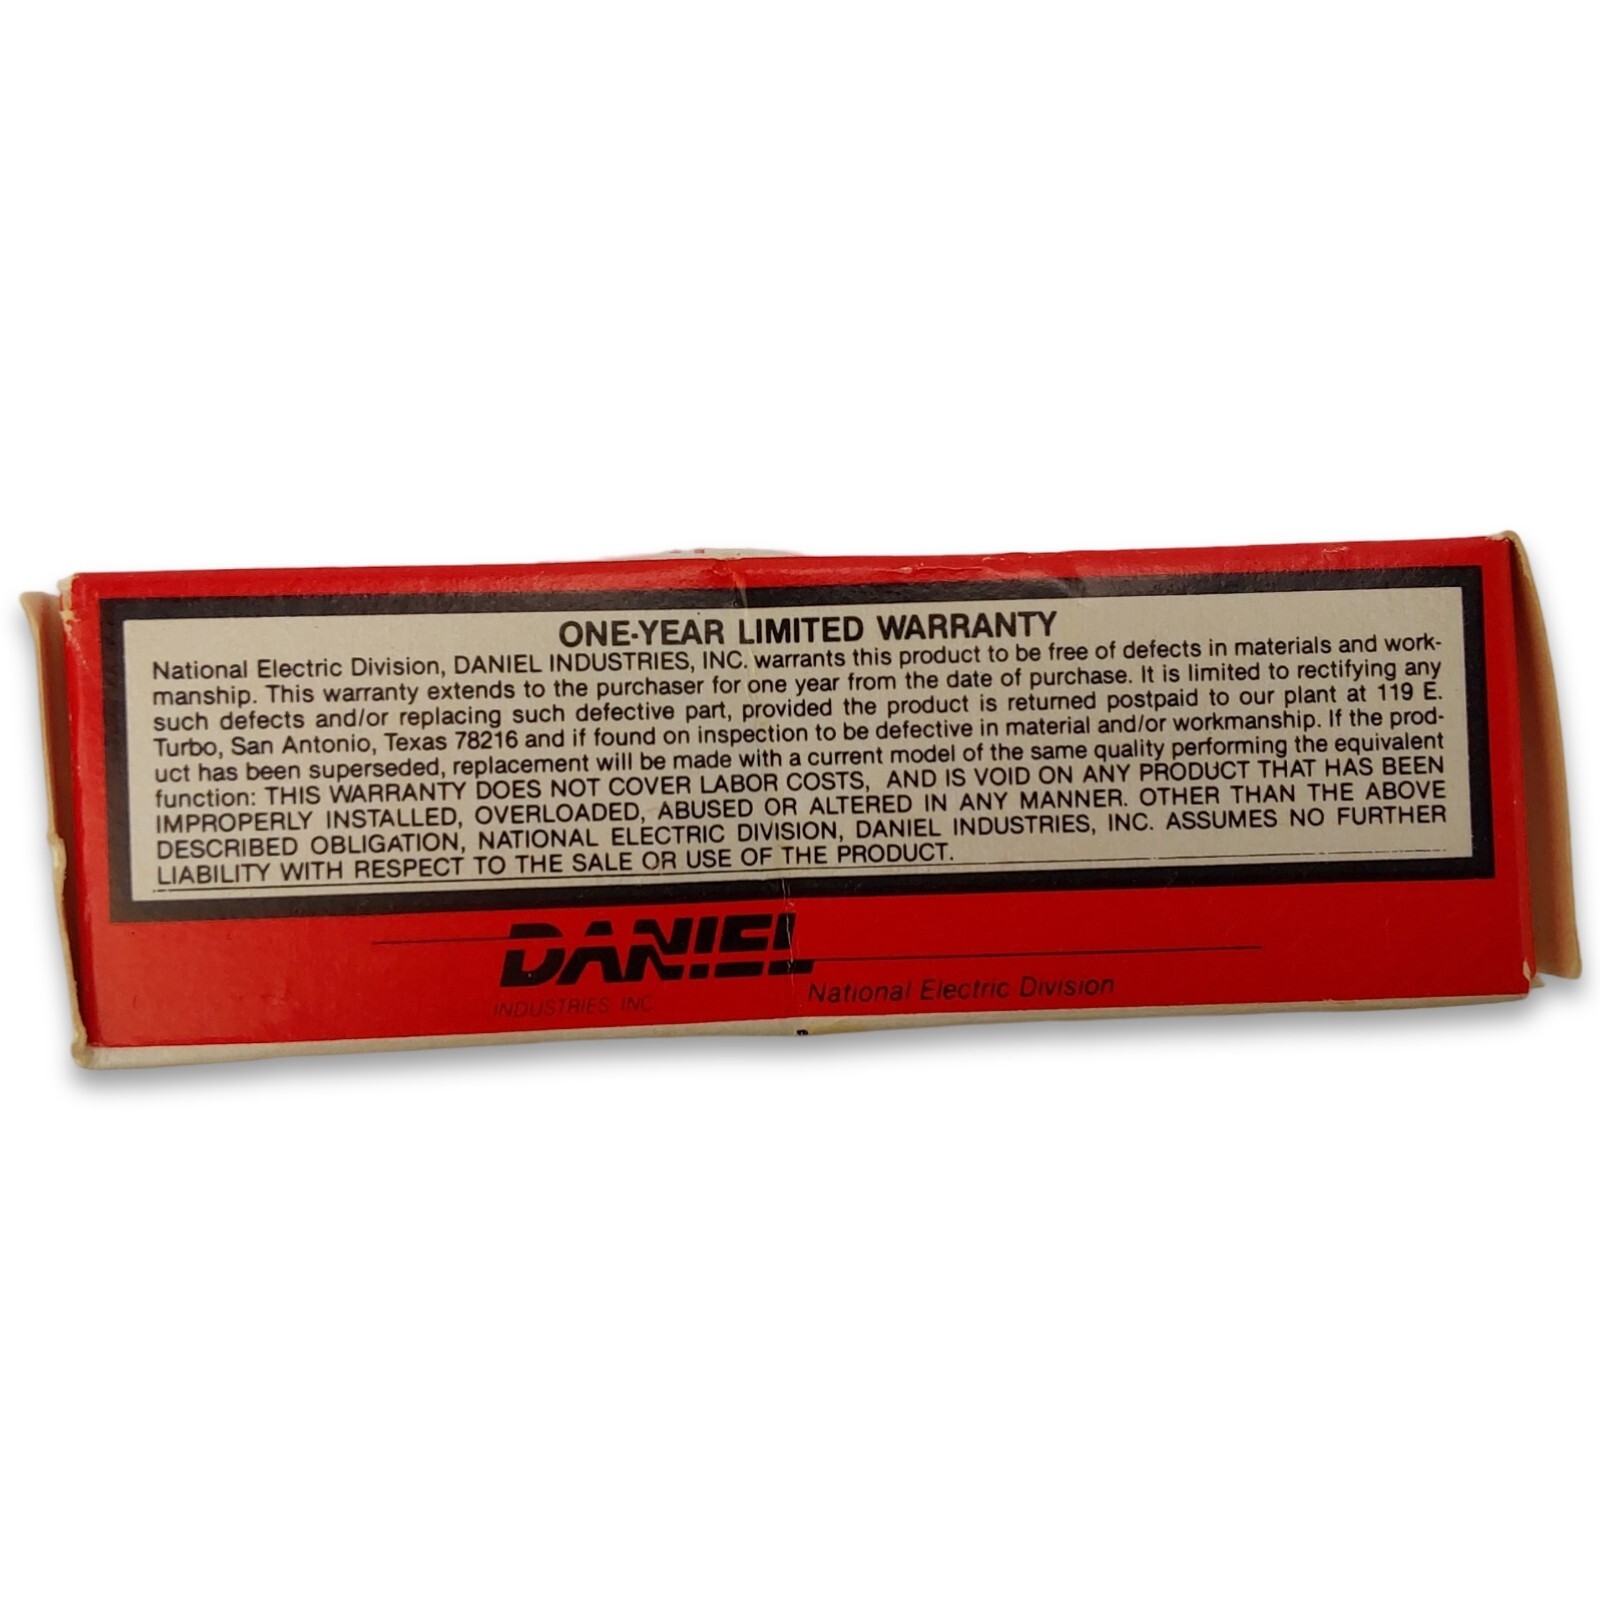 ONE-YEAR LIMITED WARRANTY
National Electric Division, DANIEL INDUSTRIES, INC. warrants this product to be free of defects in materials and work-
manship. This warranty extends to the purchaser for one year from the date of purchase. It is limited to rectifying any
such defects and/or replacing such defective part, provided the product is returned postpaid to our plant at 119 E.
Turbo, San Antonio, Texas 78216 and if found on inspection to be defective in material and/or workmanship. If the prod-
uct has been superseded, replacement will be made with a current model of the same quality performing the equivalent
function: THIS WARRANTY DOES NOT COVER LABOR COSTS, AND IS VOID ON ANY PRODUCT THAT HAS BEEN
IMPROPERLY INSTALLED, OVERLOADED, ABUSED OR ALTERED IN ANY MANNER. OTHER THAN THE ABOVE
DESCRIBED OBLIGATION, NATIONAL ELECTRIC DIVISION, DANIEL INDUSTRIES, INC. ASSUMES NO FURTHER
LIABILITY WITH RESPECT TO THE SALE OR USE OF THE PRODUCT.
DANIEL
INDUSTRIES INC.
National Electric Division